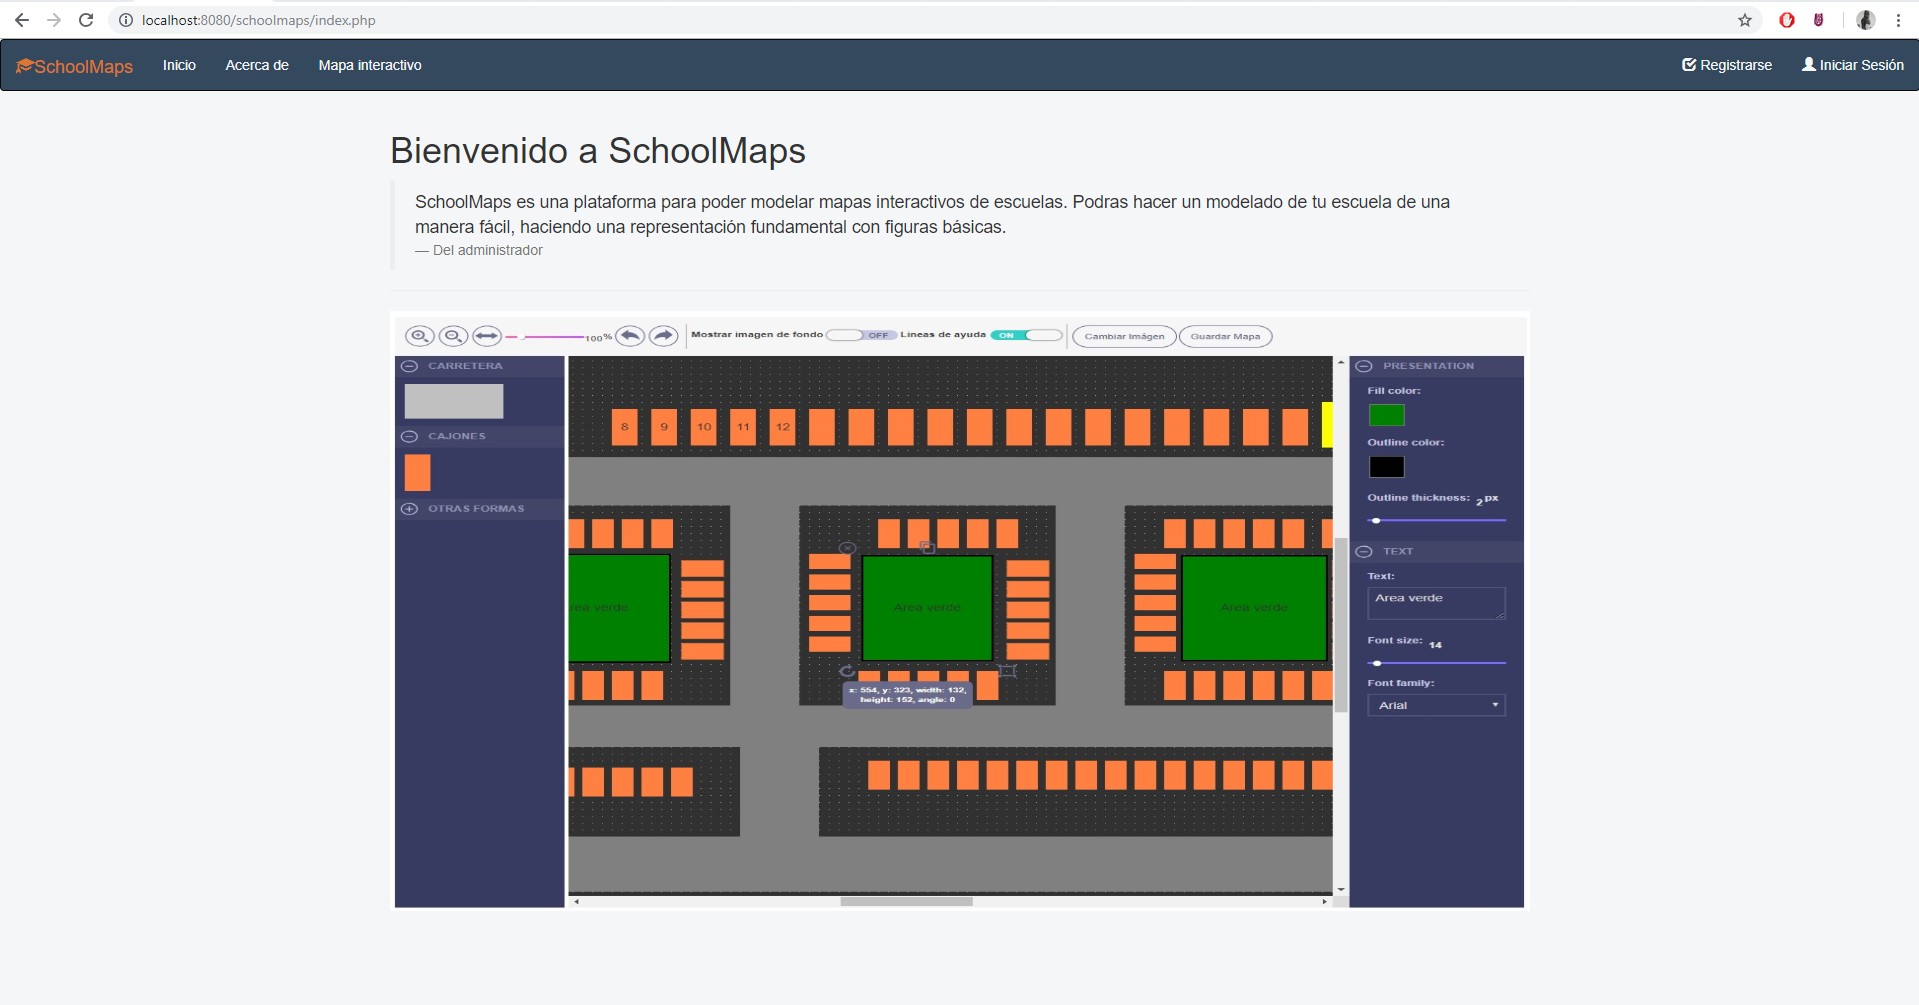 localhost:8080/schoolmaps/index.php
SchoolMaps Inicio Acerca de Mapa interactivo Registrarse Iniciar Sesión
Bienvenido a SchoolMaps
SchoolMaps es una plataforma para poder modelar mapas interactivos de escuelas. Podras hacer un modelado de tu escuela de una
manera fácil, haciendo una representación fundamental con figuras básicas.
— Del administrador
100% Mostrar imagen de fondo OFF Lineas de ayuda ON Cambiar Imágen Guardar Mapa
CARRETERA
CAJONES
OTRAS FORMAS
8 9 10 11 12
rea verde
Area verde
Area verde
x: 554, y: 323, width: 132,
height: 152, angle: 0
PRESENTATION
Fill color:
Outline color:
Outline thickness: 2 px
TEXT
Text:
Area verde
Font size: 14
Font family:
Arial